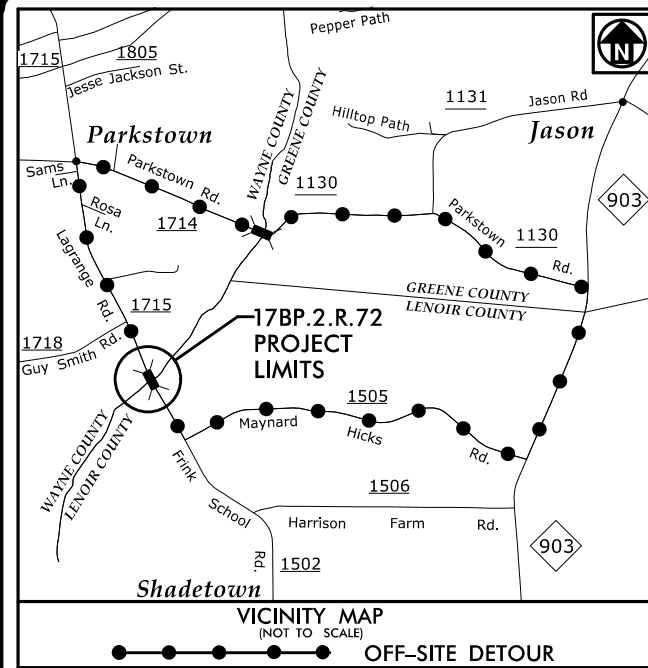 Pepper Path
1715
1805
Jesse Jackson St.
N
Parkstown
WAYNE COUNTY
GREENE COUNTY
Hilltop Path
1131
Jason Rd
Jason
Sams
Ln.
Parkstown Rd.
1130
903
Rosa
Ln.
1714
Parkstown
1130
Rd.
Lagrange
Rd.
GREENE COUNTY
LENOIR COUNTY
1715
17BP.2.R.72
PROJECT
LIMITS
1718
Guy Smith Rd.
1505
Maynard
Hicks
Rd.
WAYNE COUNTY
LENOIR COUNTY
Frink
School
Rd.
1506
Harrison Farm Rd.
903
1502
Shadetown
VICINITY MAP
(NOT TO SCALE)
OFF–SITE DETOUR